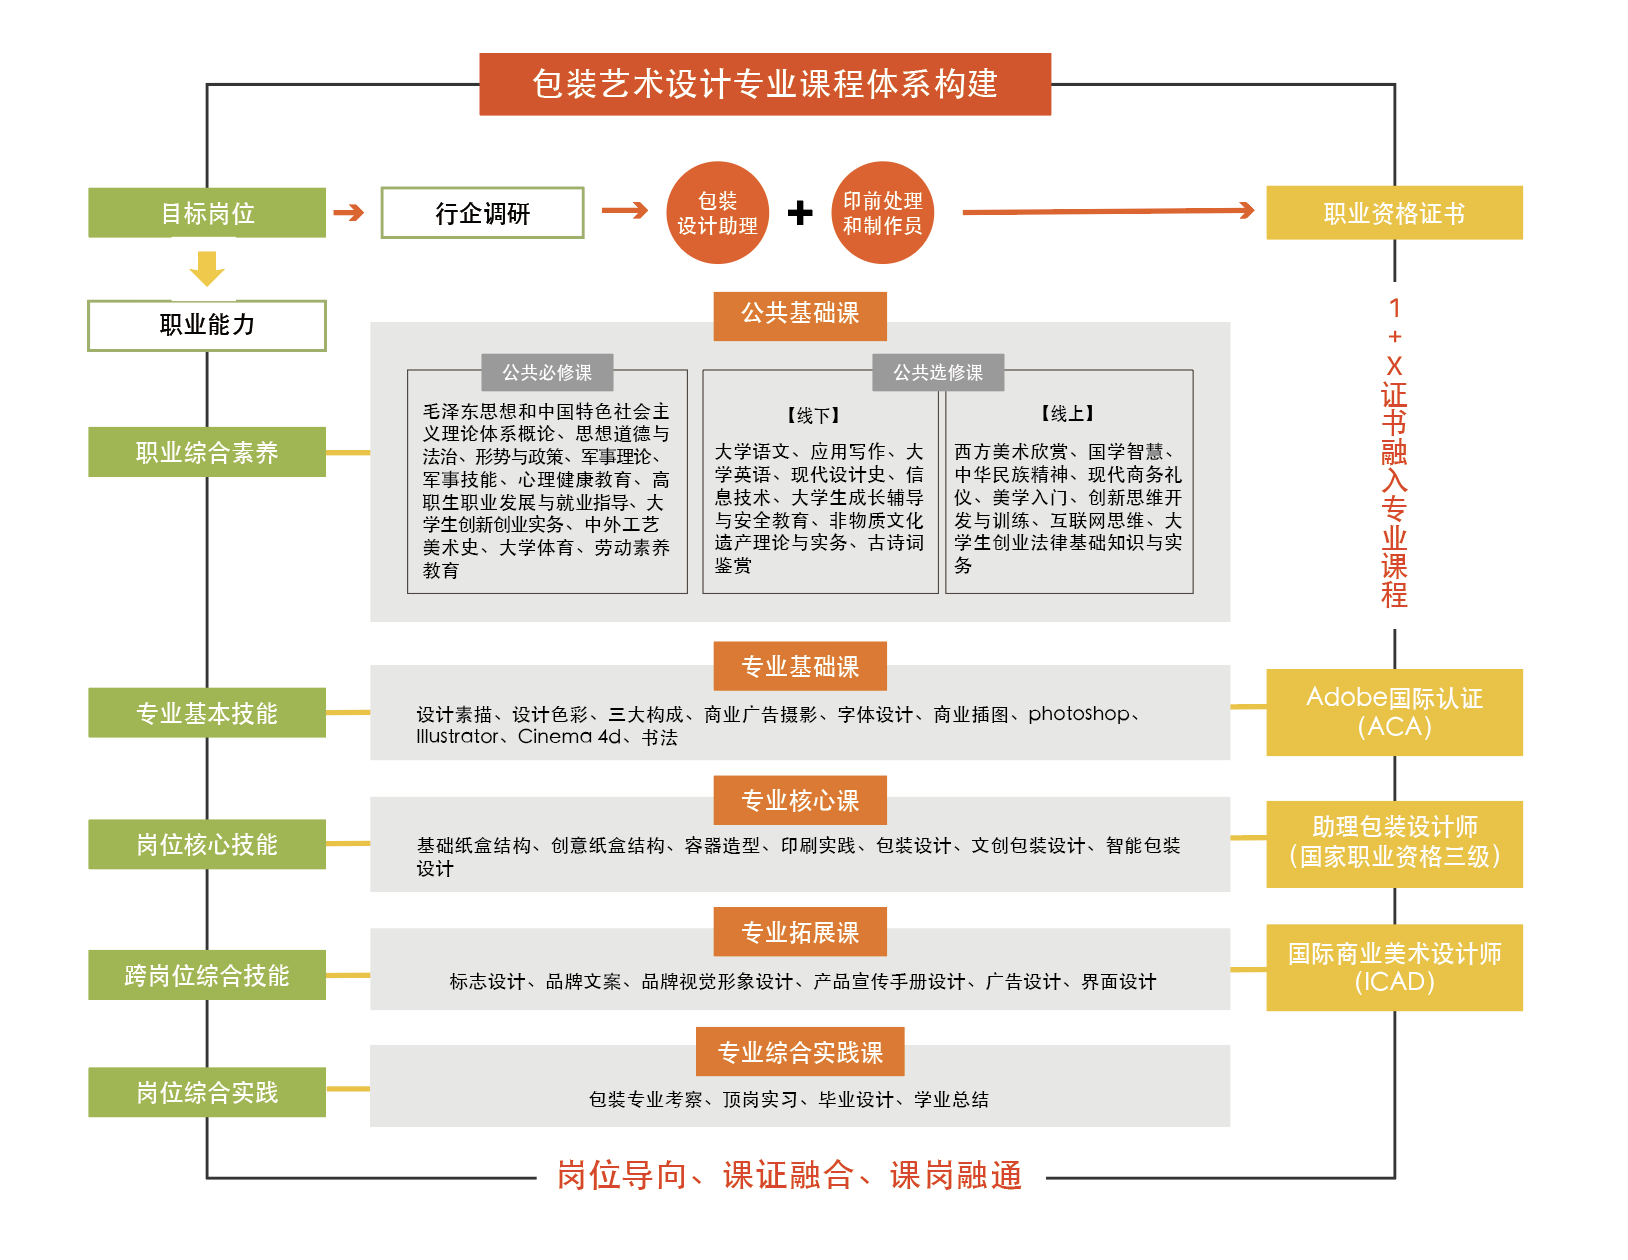 包装艺术设计专业课程体系构建
目标岗位
行企调研
包装
设计助理
+
印前处理
和制作员
职业资格证书
职业能力
1+X证书融入专业课程
公共基础课
职业综合素养
公共必修课
毛泽东思想和中国特色社会主
义理论体系概论、思想道德与
法治、形势与政策、军事理论、
军事技能、心理健康教育、高
职生职业发展与就业指导、大
学生创新创业实务、中外工艺
美术史、大学体育、劳动素养
教育
公共选修课
【线下】
大学语文、应用写作、大
学英语、现代设计史、信
息技术、大学生成长辅导
与安全教育、非物质文化
遗产理论与实务、古诗词
鉴赏
【线上】
西方美术欣赏、国学智慧、
中华民族精神、现代商务礼
仪、美学入门、创新思维开
发与训练、互联网思维、大
学生创业法律基础知识与实
务
专业基础课
专业基本技能
设计素描、设计色彩、三大构成、商业广告摄影、字体设计、商业插图、photoshop、
Illustrator、Cinema 4d、书法
Adobe国际认证
（ACA）
专业核心课
岗位核心技能
基础纸盒结构、创意纸盒结构、容器造型、印刷实践、包装设计、文创包装设计、智能包装
设计
助理包装设计师
（国家职业资格三级）
专业拓展课
跨岗位综合技能
标志设计、品牌文案、品牌视觉形象设计、产品宣传手册设计、广告设计、界面设计
国际商业美术设计师
（ICAD）
专业综合实践课
岗位综合实践
包装专业考察、顶岗实习、毕业设计、学业总结
岗位导向、课证融合、课岗融通